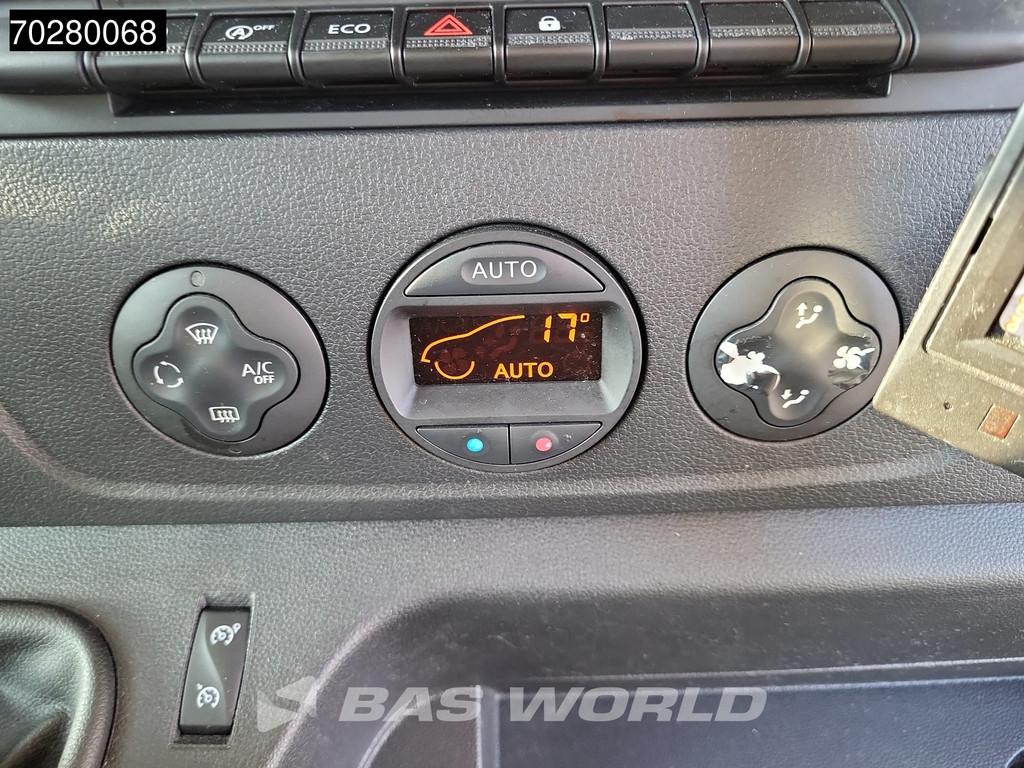 70280068
OFF
ECO
AUTO
17°
AUTO
A/C
OFF
BAS WORLD